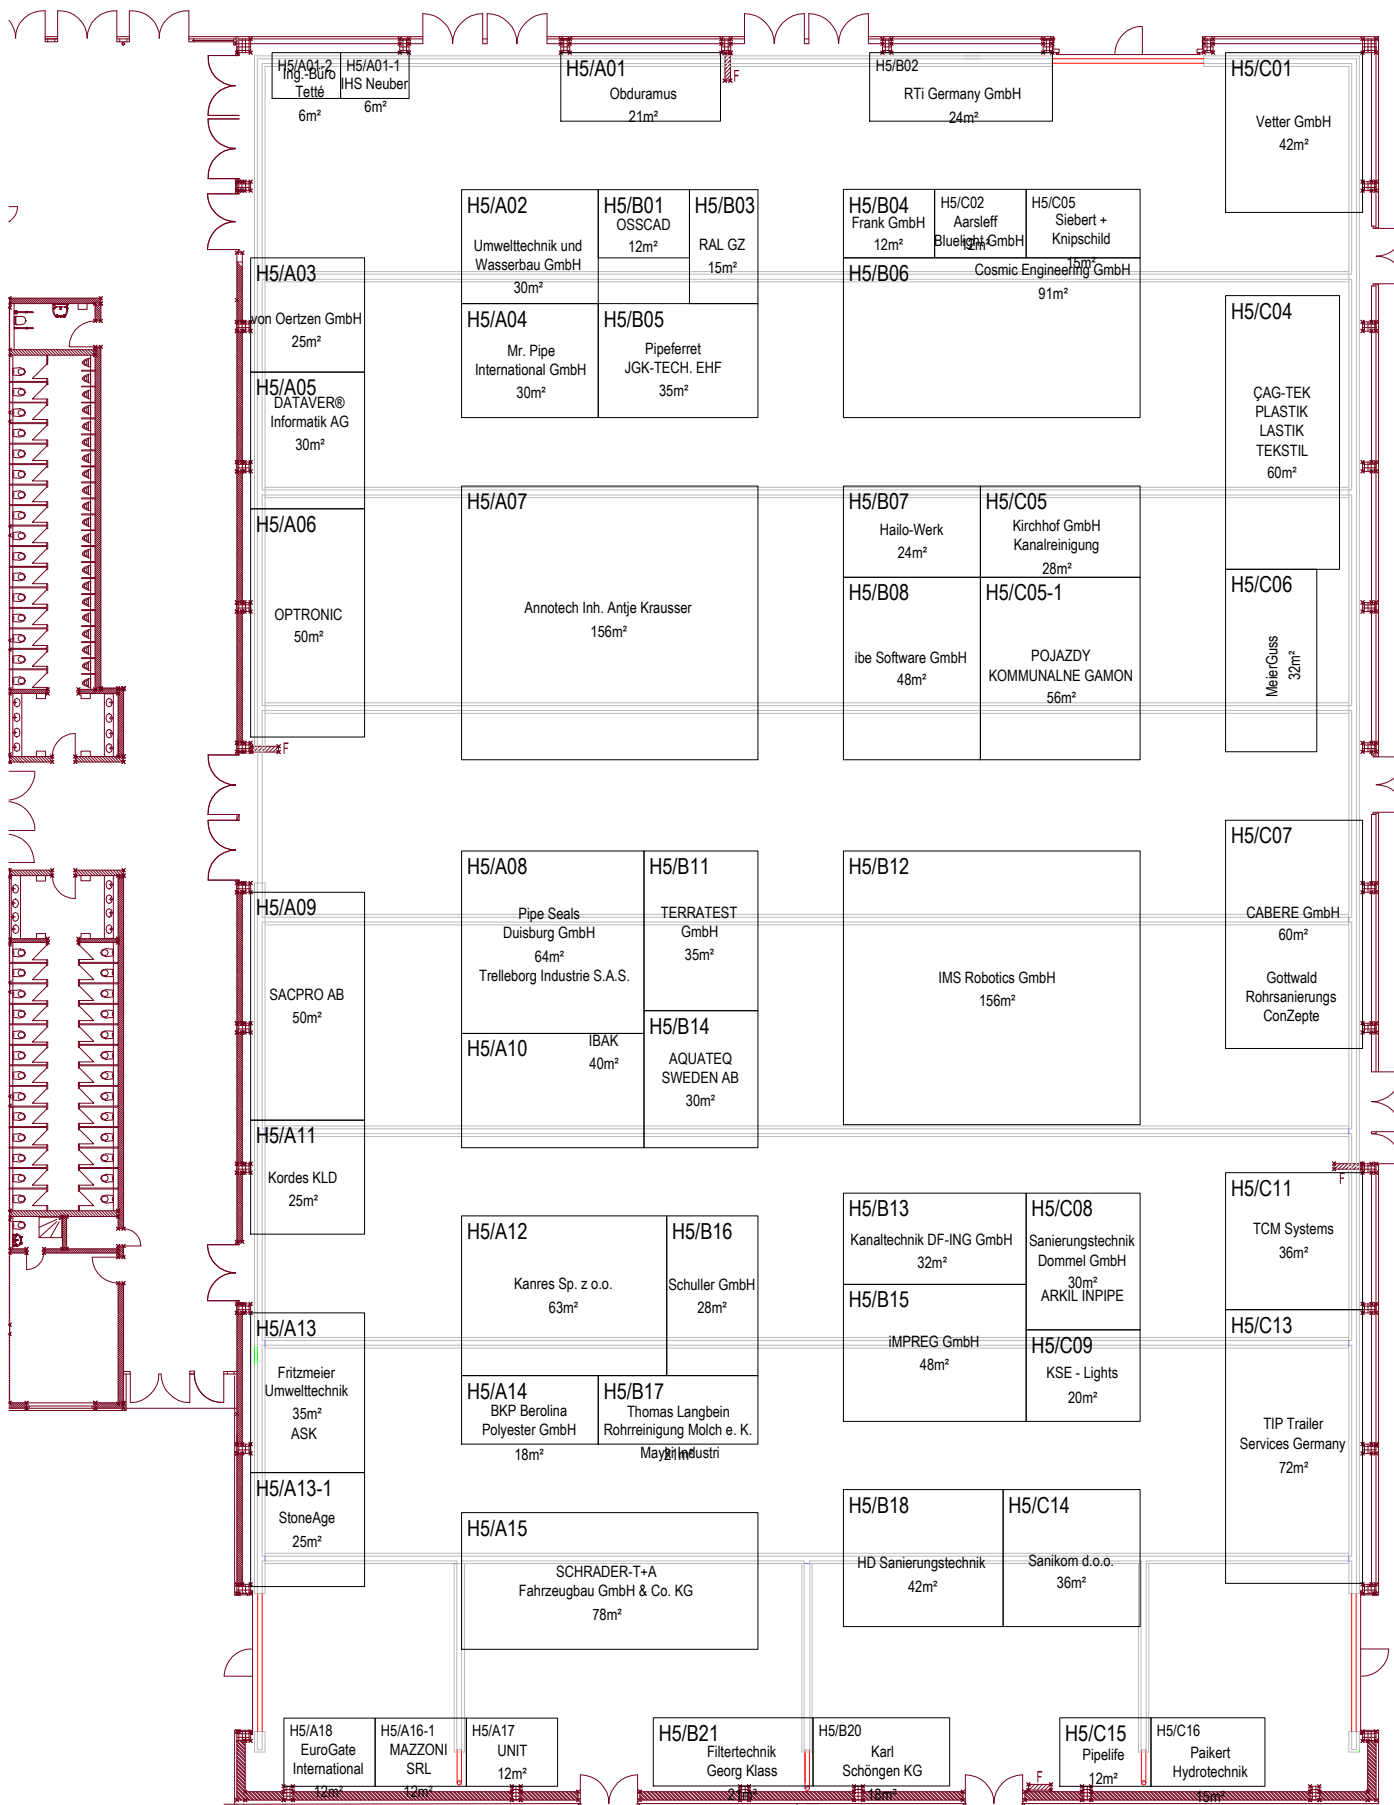 H5/A01-2
Ing.-Büro
Tetté
6m²
H5/A01-1
IHS Neuber
6m²
H5/A01
Obduramus
21m²
F
H5/B02
RTi Germany GmbH
24m²
H5/C01
Vetter GmbH
42m²
H5/A02
Umwelttechnik und
Wasserbau GmbH
30m²
H5/B01
OSSCAD
12m²
H5/B03
RAL GZ
15m²
H5/B04
Frank GmbH
12m²
H5/C02
Aarsleff
Bluelight GmbH
12m²
H5/C05
Siebert +
Knipschild
15m²
H5/A03
von Oertzen GmbH
25m²
H5/B06
Cosmic Engineering GmbH
91m²
H5/A04
Mr. Pipe
International GmbH
30m²
H5/B05
Pipeferret
JGK-TECH. EHF
35m²
H5/C04
ÇAG-TEK
PLASTIK
LASTIK
TEKSTIL
60m²
H5/A05
DATAVER®
Informatik AG
30m²
H5/A06
OPTRONIC
50m²
H5/A07
Annotech Inh. Antje Krausser
156m²
H5/B07
Hailo-Werk
24m²
H5/C05
Kirchhof GmbH
Kanalreinigung
28m²
H5/B08
ibe Software GmbH
48m²
H5/C05-1
POJAZDY
KOMMUNALNE GAMON
56m²
H5/C06
MeierGuss
32m²
F
H5/A08
Pipe Seals
Duisburg GmbH
64m²
Trelleborg Industrie S.A.S.
H5/B11
TERRATEST
GmbH
35m²
H5/B12
IMS Robotics GmbH
156m²
H5/C07
CABERE GmbH
60m²
Gottwald
Rohrsanierungs
ConZepte
H5/A09
SACPRO AB
50m²
H5/A10
IBAK
40m²
H5/B14
AQUATEQ
SWEDEN AB
30m²
H5/A11
Kordes KLD
25m²
F
H5/C11
TCM Systems
36m²
H5/A12
Kanres Sp. z o.o.
63m²
H5/B16
Schuller GmbH
28m²
H5/B13
Kanaltechnik DF-ING GmbH
32m²
H5/C08
Sanierungstechnik
Dommel GmbH
30m²
ARKIL INPIPE
H5/B15
iMPREG GmbH
48m²
H5/C09
KSE - Lights
20m²
H5/C13
TIP Trailer
Services Germany
72m²
H5/A13
Fritzmeier
Umwelttechnik
35m²
ASK
H5/A14
BKP Berolina
Polyester GmbH
18m²
H5/B17
Thomas Langbein
Rohrreinigung Molch e. K.
21m²
Industri
H5/A13-1
StoneAge
25m²
H5/A15
SCHRADER-T+A
Fahrzeugbau GmbH & Co. KG
78m²
H5/B18
HD Sanierungstechnik
42m²
H5/C14
Sanikom d.o.o.
36m²
H5/A18
EuroGate
International
12m²
H5/A16-1
MAZZONI
SRL
12m²
H5/A17
UNIT
12m²
H5/B21
Filtertechnik
Georg Klass
21m²
H5/B20
Karl
Schöngen KG
18m²
H5/C15
Pipelife
12m²
H5/C16
Paikert
Hydrotechnik
15m²
F